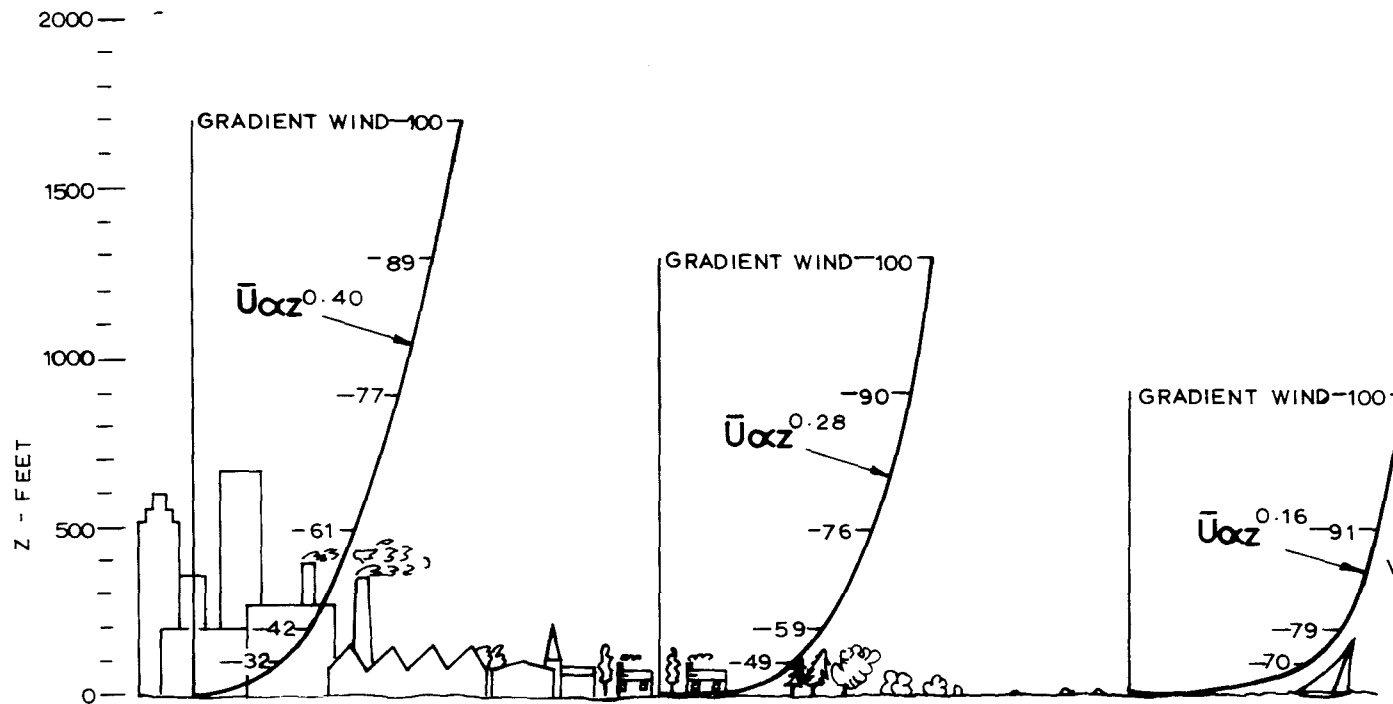 2000
1500
1000
500
0
Z - FEET
GRADIENT WIND 100
89
Ū∝z^0.40
77
61
42
32
GRADIENT WIND 100
90
Ū∝z^0.28
76
59
49
GRADIENT WIND 100
Ū∝z^0.16
91
79
70